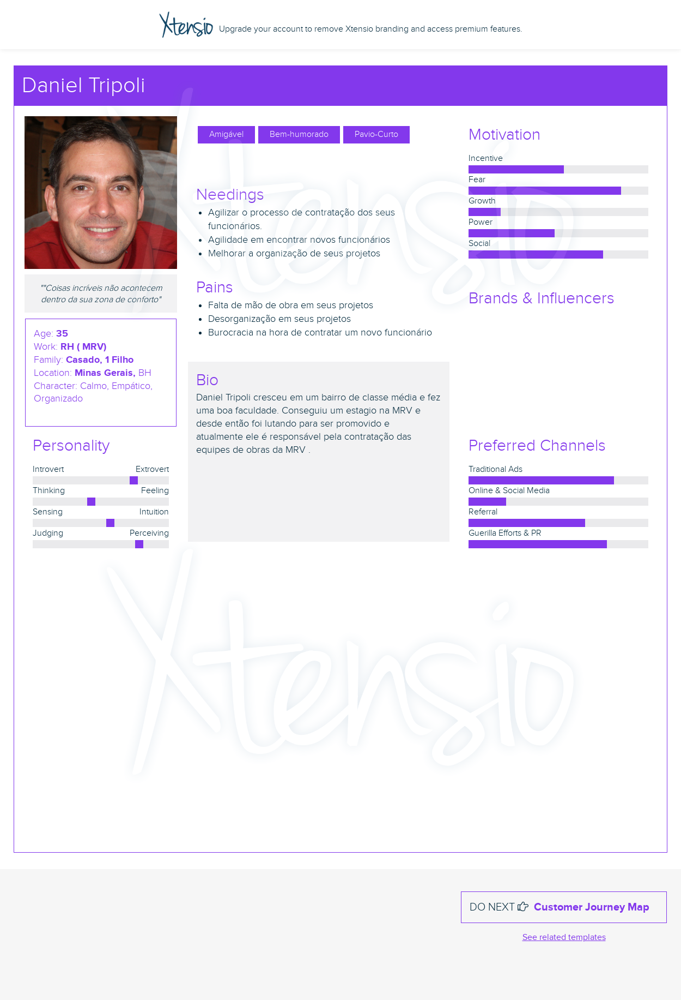 Xtensio Upgrade your account to remove Xtensio branding and access premium features.
Daniel Tripoli
Amigável
Bem-humorado
Pavio-Curto
Needings
Agilizar o processo de contratação dos seus
funcionários.
Agilidade em encontrar novos funcionários
Melhorar a organização de seus projetos
Pains
Falta de mão de obra em seus projetos
Desorganização em seus projetos
Burocracia na hora de contratar um novo funcionário
Motivation
Incentive
Fear
Growth
Power
Social
Brands & Influencers
""Coisas incríveis não acontecem
dentro da sua zona de conforto"
Age: 35
Work: RH ( MRV)
Family: Casado, 1 Filho
Location: Minas Gerais, BH
Character: Calmo, Empático,
Organizado
Bio
Daniel Tripoli cresceu em um bairro de classe média e fez
uma boa faculdade. Conseguiu um estagio na MRV e
desde então foi lutando para ser promovido e
atualmente ele é responsável pela contratação das
equipes de obras da MRV .
Personality
Introvert Extrovert
Thinking Feeling
Sensing Intuition
Judging Perceiving
Preferred Channels
Traditional Ads
Online & Social Media
Referral
Guerilla Efforts & PR
Xtensio
Xtensio
DO NEXT Customer Journey Map
See related templates